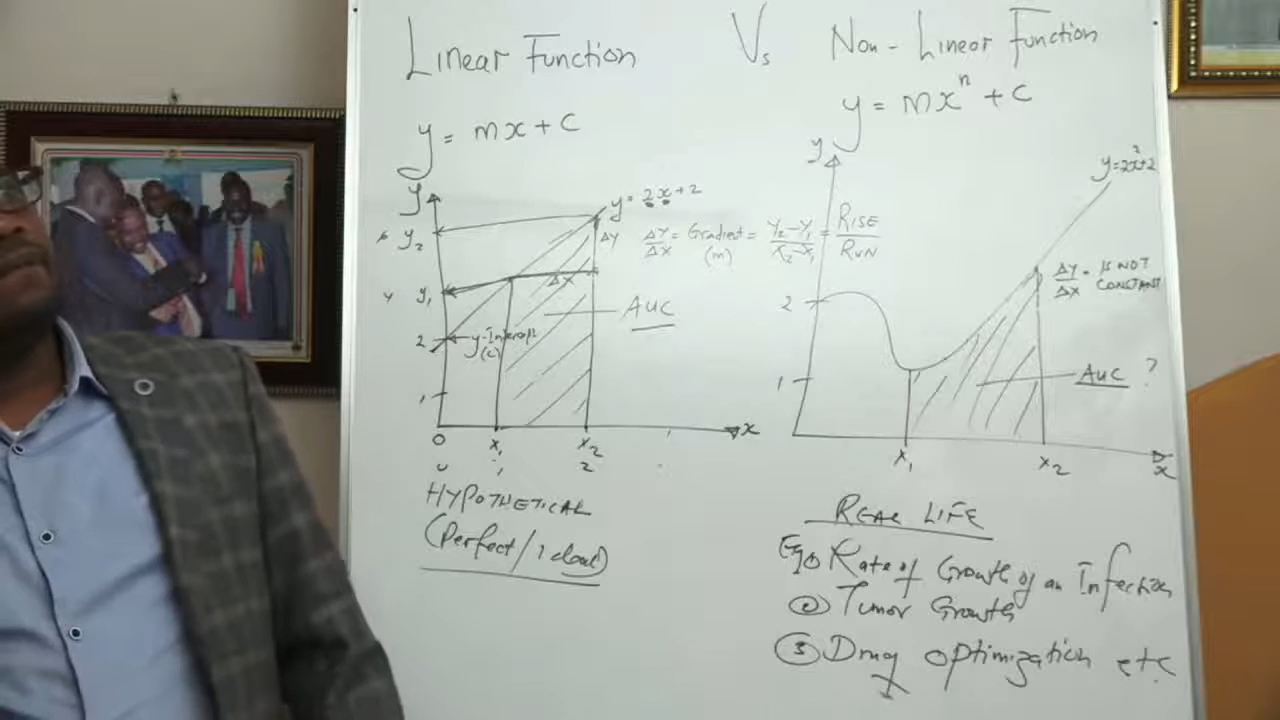 Linear Function Vs Non-Linear Function
y = mx + c
y = mxⁿ + c
y
y = 2x+2
y₂
ΔY
ΔY/ΔX = Gradient (m) = Y₂-Y₁/X₂-X₁ = RISE/RUN
y₁
ΔX
AUC
2
y-Intercept (c)
1
0 x₁ x₂ x
1 2
HYPOTHETICAL
(Perfect/
y
y=2x²+2
ΔY/ΔX = IS NOT CONSTANT
2
1
AUC ?
x₁ x₂ x
REAL LIFE
Eg ① Rate of Growth of an Infection
② Tumor Growth
③ Drug optimization etc